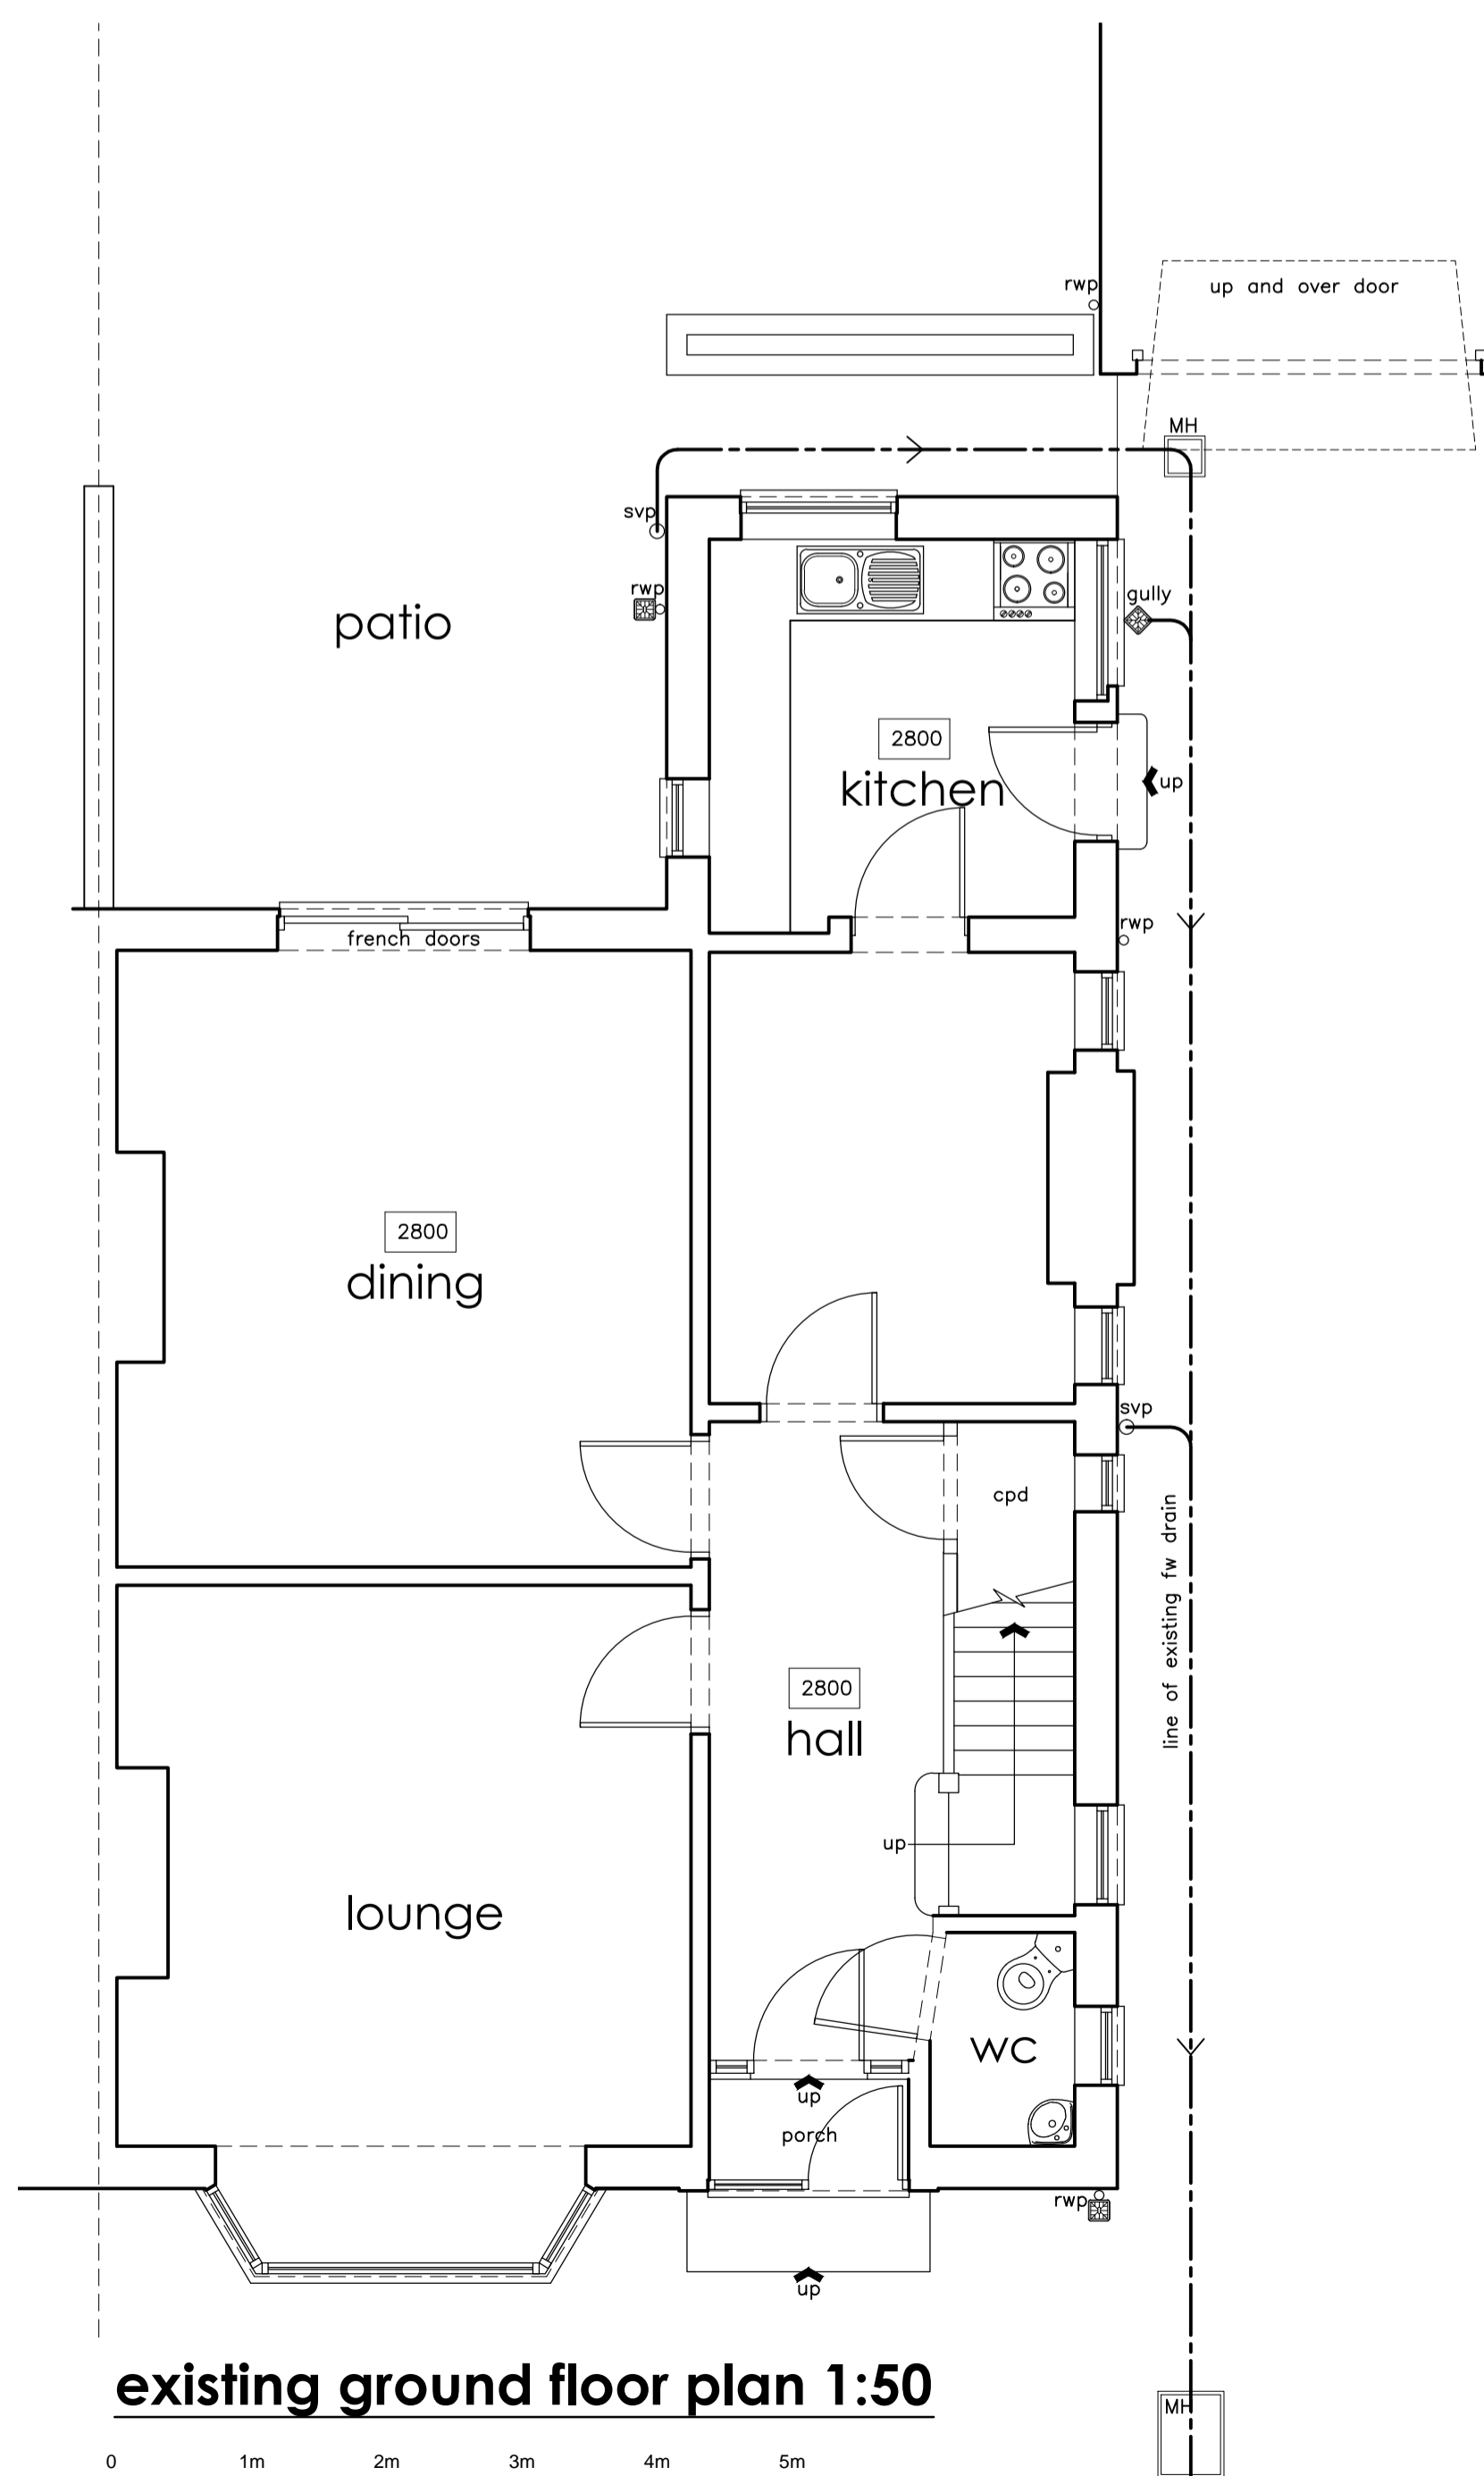 rwp
up and over door
MH
svp
rwp
gully
patio
2800
kitchen
up
rwp
french doors
2800
dining
svp
cpd
line of existing fw drain
2800
hall
up
lounge
wc
up
porch
rwp
up
existing ground floor plan 1:50
MH
0 1m 2m 3m 4m 5m